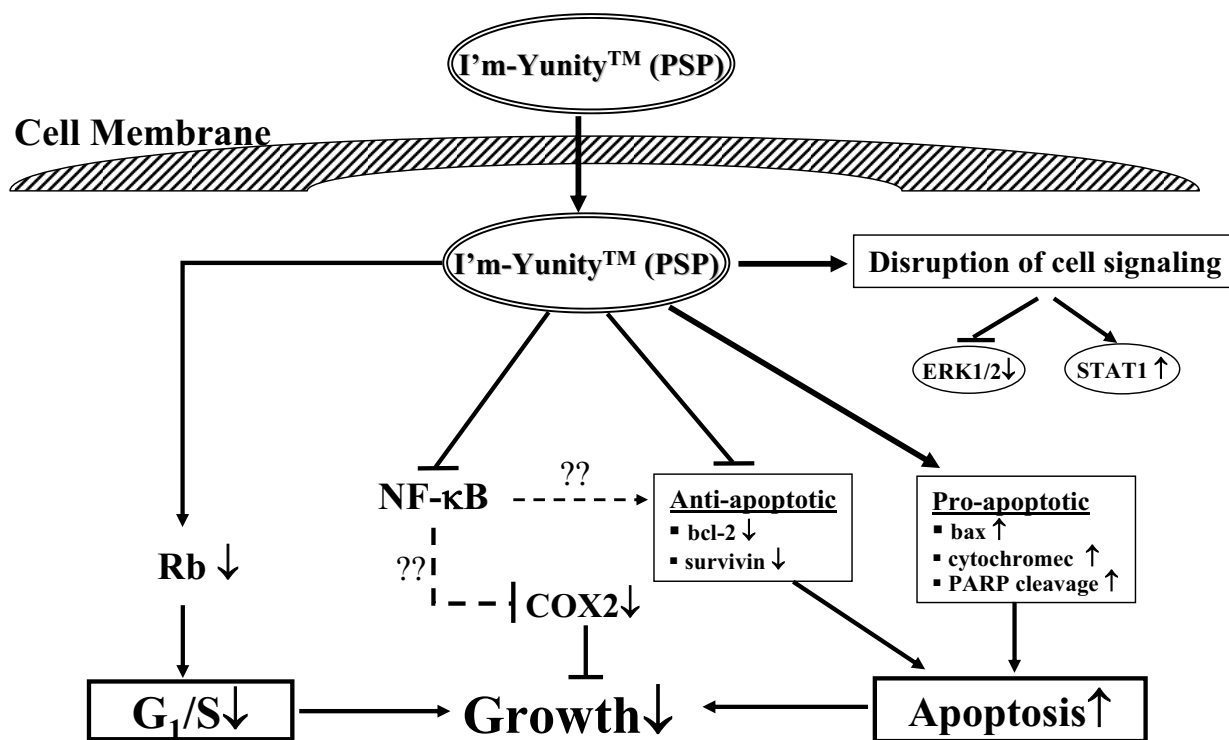 I'm-Yunity™ (PSP)
Cell Membrane
I'm-Yunity™ (PSP)
Disruption of cell signaling
ERK1/2↓
STAT1↑
??
NF-κB
Anti-apoptotic
▪ bcl-2↓
▪ survivin↓
Pro-apoptotic
▪ bax↑
▪ cytochromec ↑
▪ PARP cleavage↑
Rb↓
??
COX2↓
G₁/S↓
Growth↓
Apoptosis↑